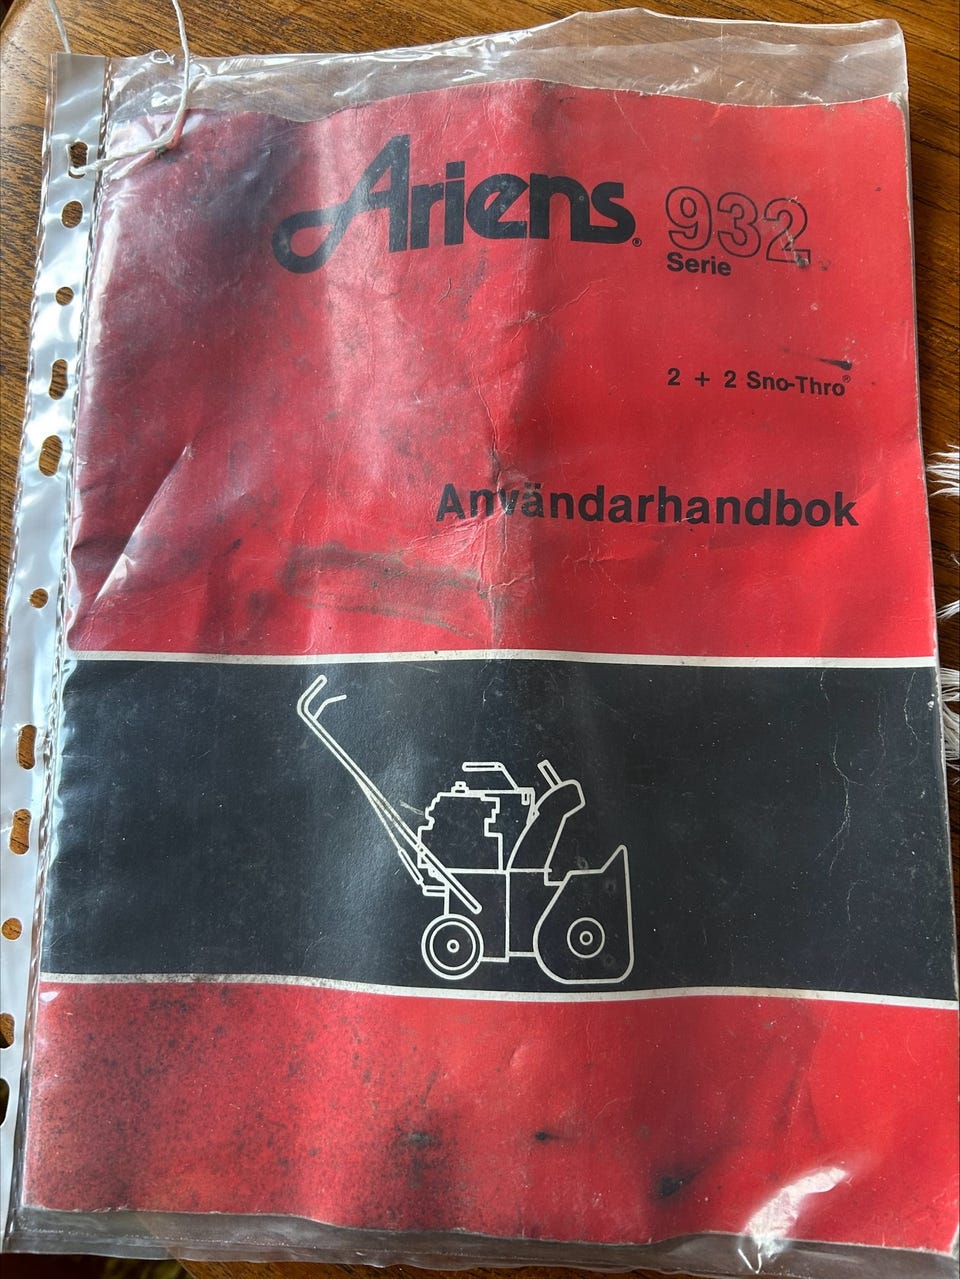 Ariens® 932
Serie
2 + 2 Sno-Thro®
Användarhandbok